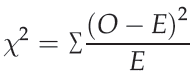 χ² = Σ (O − E)² / E